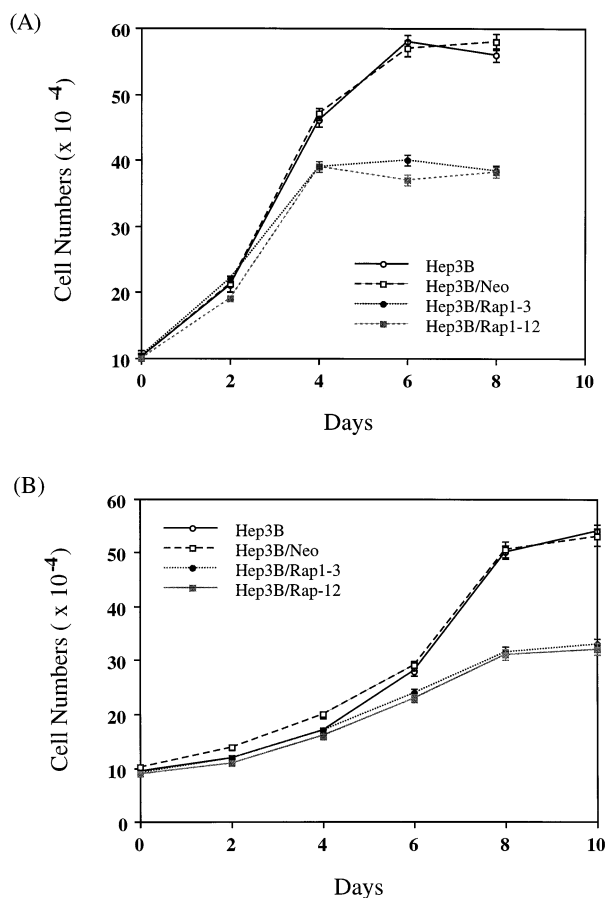 (A)
60
50
40
30
20
10
Cell Numbers (x 10 -4)
Hep3B
Hep3B/Neo
Hep3B/Rap1-3
Hep3B/Rap1-12
0 2 4 6 8 10
Days
(B)
60
50
40
30
20
10
0
Cell Numbers ( x 10-4)
Hep3B
Hep3B/Neo
Hep3B/Rap1-3
Hep3B/Rap-12
0 2 4 6 8 10
Days